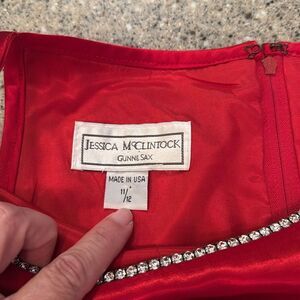 JESSICA McCLINTOCK
GUNNE SAX
MADE IN USA
11/
12